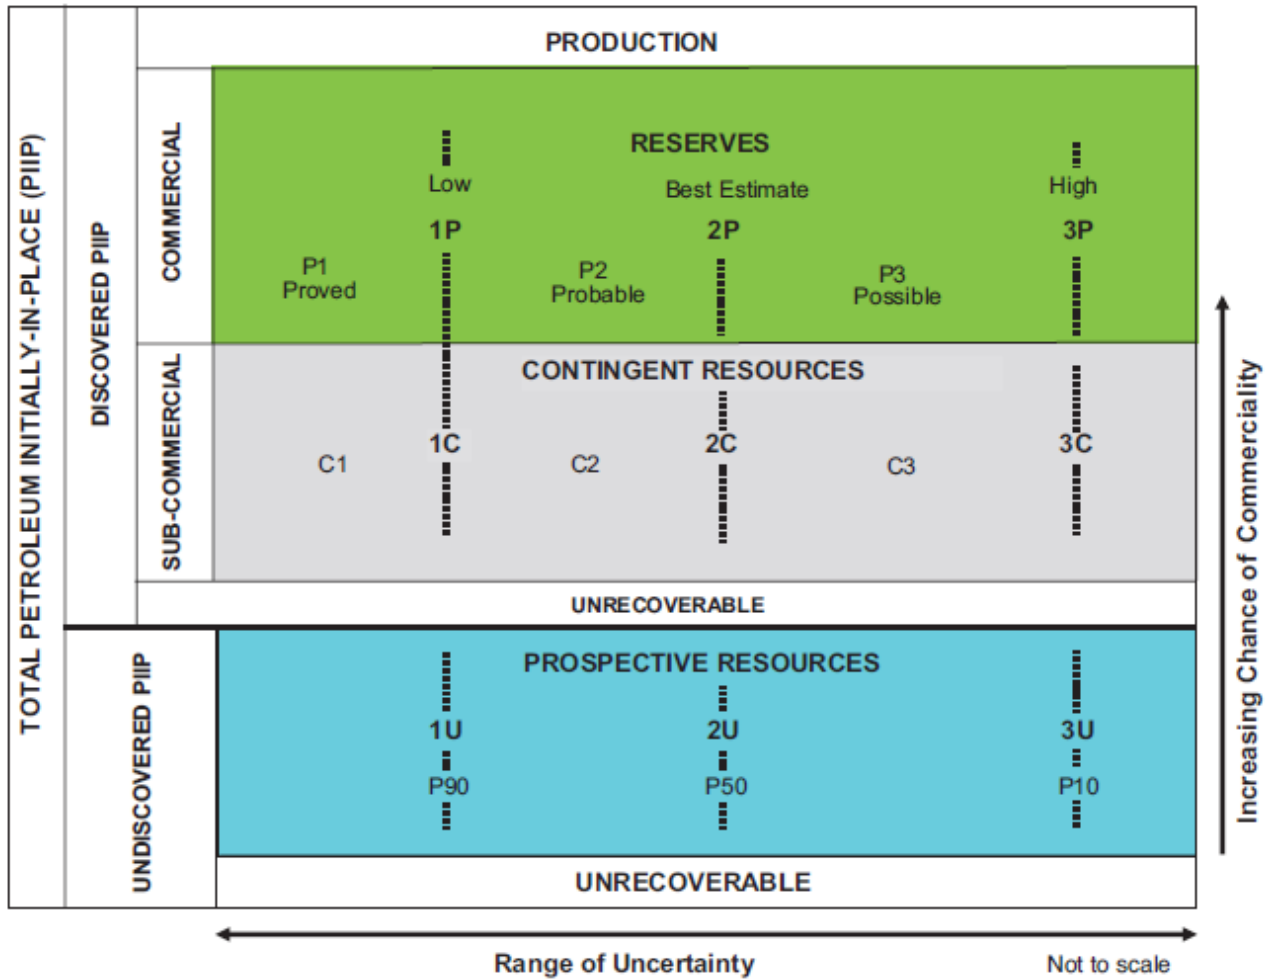 TOTAL PETROLEUM INITIALLY-IN-PLACE (PIIP)
DISCOVERED PIIP
UNDISCOVERED PIIP
COMMERCIAL
SUB-COMMERCIAL
PRODUCTION
RESERVES
Low
Best Estimate
High
1P
2P
3P
P1
Proved
P2
Probable
P3
Possible
CONTINGENT RESOURCES
1C
2C
3C
C1
C2
C3
UNRECOVERABLE
PROSPECTIVE RESOURCES
1U
2U
3U
P90
P50
P10
UNRECOVERABLE
Increasing Chance of Commerciality
Range of Uncertainty
Not to scale